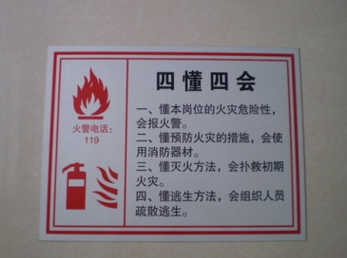 四懂四会
火警电话:
119
一、懂本岗位的火灾危险性，
会报火警。
二、懂预防火灾的措施，会使
用消防器材。
三、懂灭火方法，会扑救初期
火灾。
四、懂逃生方法，会组织人员
疏散逃生。